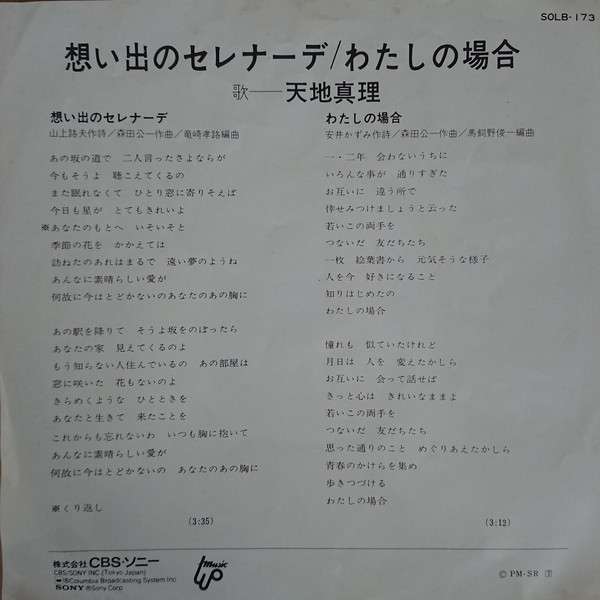 SOLB-173
想い出のセレナーデ/わたしの場合
歌──天地真理
想い出のセレナーデ
山上路夫作詩/森田公一作曲/竜崎孝路編曲
あの坂の道で 二人言ったさよならが
今もそうよ 聴こえてくるの
また眠れなくて ひとり窓に寄りそえば
今日も星が とてもきれいよ
※あなたのもとへ いそいそと
季節の花を かかえては
訪ねたのあれはまるで 遠い夢のようね
あんなに素晴らしい愛が
何故に今はとどかないのあなたのあの胸に
あの駅を降りて そうよ坂をのぼったら
あなたの家 見えてくるのよ
もう知らない人住んでいるの あの部屋は
窓に咲いた 花もないのよ
きらめくような ひとときを
あなたと生きて 来たことを
これからも忘れないわ いつも胸に抱いて
あんなに素晴らしい愛が
何故に今はとどかないの あなたのあの胸に
※くり返し
(3:35)
わたしの場合
安井かずみ作詩/森田公一作曲/馬飼野俊一編曲
一・二年 会わないうちに
いろんな事が 通りすぎた
お互いに 違う所で
倖せみつけましょうと云った
若いこの両手を
つないだ 友だちたち
一枚 絵葉書から 元気そうな様子
人を今 好きになること
知りはじめたの
わたしの場合
憧れも 似ていたけれど
月日は 人を 変えたかしら
お互いに 会って話せば
きっと心は きれいなままよ
若いこの両手を
つないだ 友だちたち
思った通りのこと めぐりあえたかしら
青春のかけらを集め
歩きつづける
わたしの場合
(3:12)
株式会社 CBS・ソニー
CBS/SONY INC (Tokyo Japan)
®Columbia Broadcasting System Inc
SONY ®Sony Corp
music up
© PM-SR